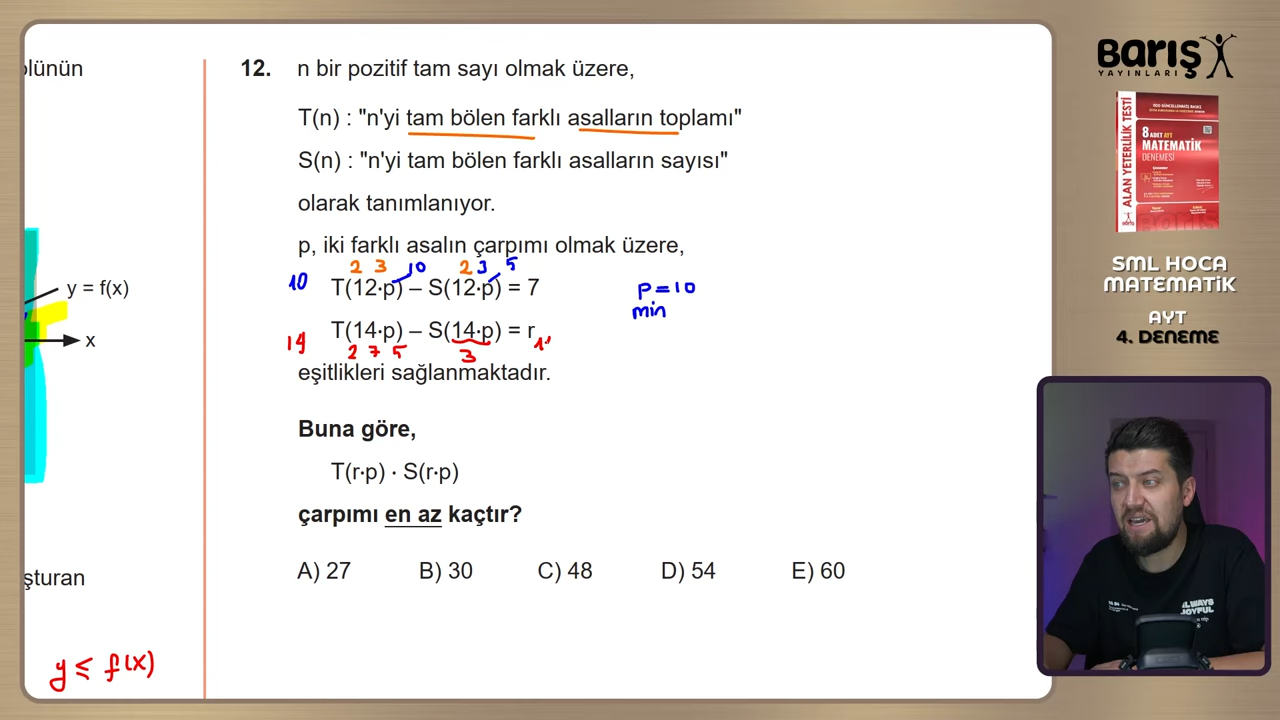 lünün
y = f(x)
x
şturan
y ≤ f(x)
12. n bir pozitif tam sayı olmak üzere,
T(n) : "n'yi tam bölen farklı asalların toplamı"
S(n) : "n'yi tam bölen farklı asalların sayısı"
olarak tanımlanıyor.
p, iki farklı asalın çarpımı olmak üzere,
2 3 10 2 3 5
10 T(12·p) – S(12·p) = 7
p = 10
min
14 T(14·p) – S(14·p) = r
2 7 5 3
eşitlikleri sağlanmaktadır.
Buna göre,
T(r·p) · S(r·p)
çarpımı en az kaçtır?
A) 27 B) 30 C) 48 D) 54 E) 60
Barış
YAYINLARI
ALAN YETERLİLİK TESTİ
8 ADET AYT
MATEMATİK
DENEMESİ
SML HOCA
MATEMATİK
AYT
4. DENEME
ALWAYS
JOYFUL